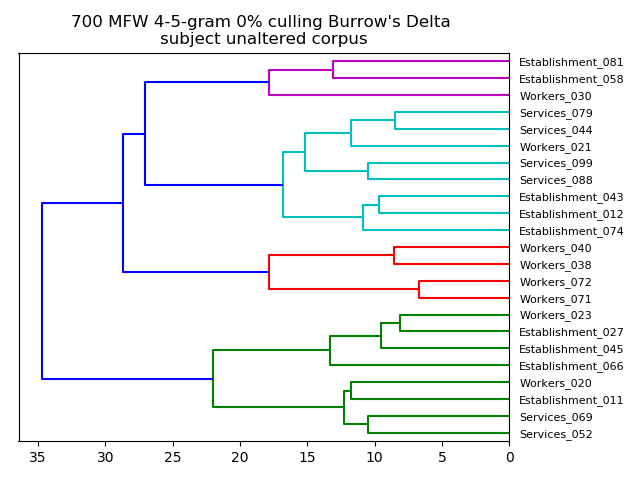 700 MFW 4-5-gram 0% culling Burrow's Delta
subject unaltered corpus
Establishment_081
Establishment_058
Workers_030
Services_079
Services_044
Workers_021
Services_099
Services_088
Establishment_043
Establishment_012
Establishment_074
Workers_040
Workers_038
Workers_072
Workers_071
Workers_023
Establishment_027
Establishment_045
Establishment_066
Workers_020
Establishment_011
Services_069
Services_052
35 30 25 20 15 10 5 0